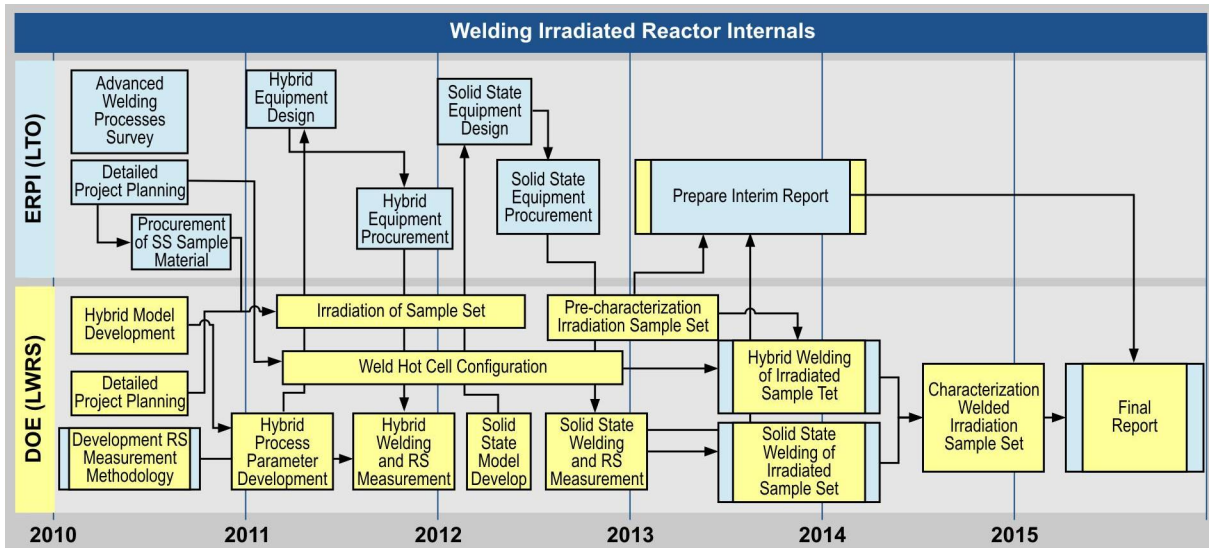 Welding Irradiated Reactor Internals
ERPI (LTO)
Advanced
Welding
Processes
Survey
Detailed
Project Planning
Procurement
of SS Sample
Material
Hybrid
Equipment
Design
Hybrid
Equipment
Procurement
Solid State
Equipment
Design
Solid State
Equipment
Procurement
Prepare Interim Report
DOE (LWRS)
Hybrid Model
Development
Detailed
Project Planning
Development RS
Measurement
Methodology
Irradiation of Sample Set
Weld Hot Cell Configuration
Hybrid
Process
Parameter
Development
Hybrid
Welding
and RS
Measurement
Solid
State
Model
Develop
Pre-characterization
Irradiation Sample Set
Solid State
Welding
and RS
Measurement
Hybrid Welding
of Irradiated
Sample Tet
Solid State
Welding of
Irradiated
Sample Set
Characterization
Welded
Irradiation
Sample Set
Final
Report
2010
2011
2012
2013
2014
2015